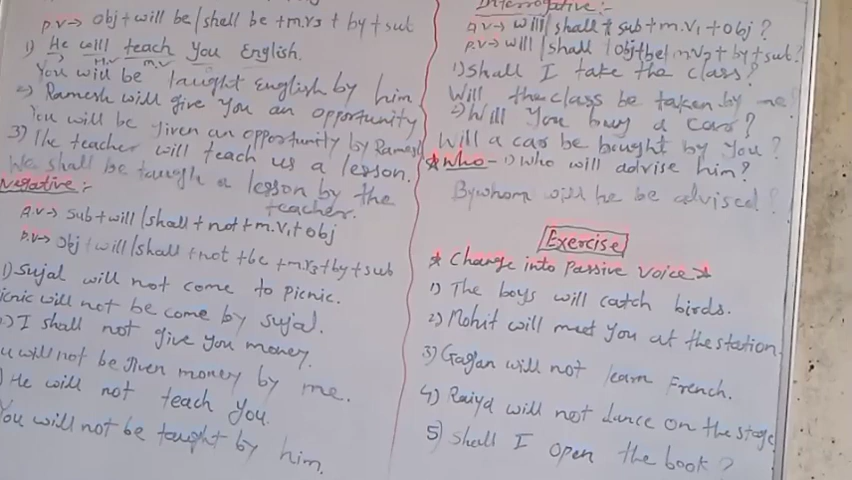 P.V-> obj+will be/shall be +m.v3 + by+sub
1) He will teach you English.
M.V M.V
You will be taught English by him
2) Ramesh will give you an opportunity
You will be given an opportunity by Ramesh
3) The teacher will teach us a lesson.
We shall be taugh a lesson by the
teacher.
Negative:-
A.V-> sub+will/shall+not+m.v1+obj
P.V-> obj+will/shall+not+be+m.v3+by+sub
1) Sujal will not come to picnic.
icnic will not be come by sujal.
2) I shall not give you money.
u will not be given money by me.
) He will not teach you.
You will not be taught by him.
Interrogative:-
A.V-> will/shall+sub+m.v1+obj?
P.V-> will/shall/obj+be+m.v3+by+sub?
1) Shall I take the class?
Will the class be taken by me?
2) Will you buy a car?
Will a car be bought by you?
*Who- 1) Who will advise him?
By whom will he be advised?
Exercise
* Change into Passive voice *
1) The boys will catch birds.
2) Mohit will meet you at the station.
3) Gagan will not learn French.
4) Raiya will not dance on the stage
5) Shall I open the book?